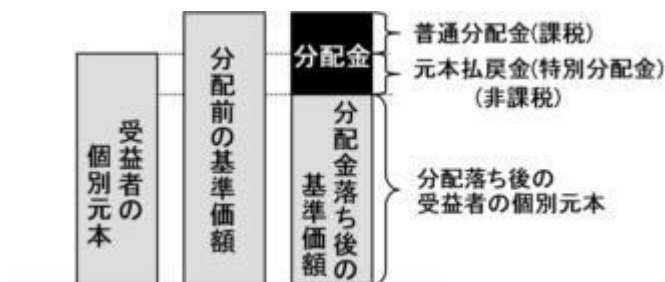 受益者の
個別元本
分配前の基準価額
分配金
分配金落ち後の
基準価額
普通分配金(課税)
元本払戻金(特別分配金)
(非課税)
分配落ち後の
受益者の個別元本